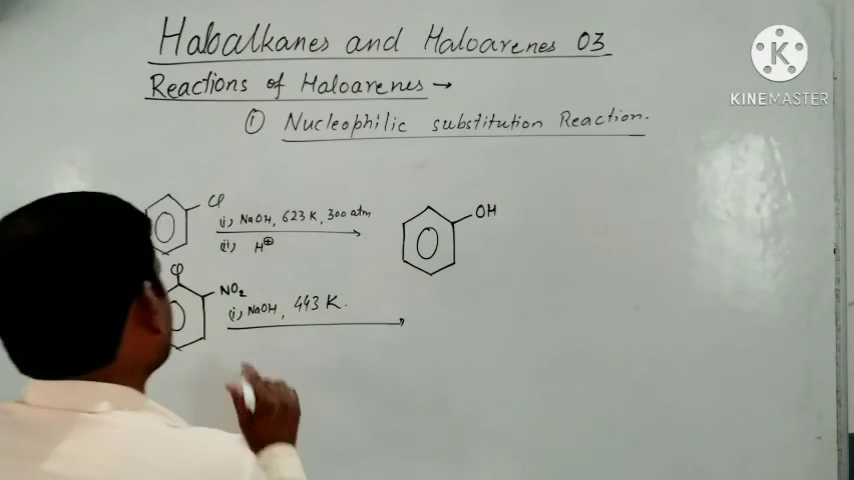 Haloalkanes and Haloarenes 03
Reactions of Haloarenes →
① Nucleophilic substitution Reaction.
K
KINEMASTER
Cl
(i) NaOH, 623 K, 300 atm
(ii) H⊕
OH
Cl
NO₂
(i) NaOH, 443 K.